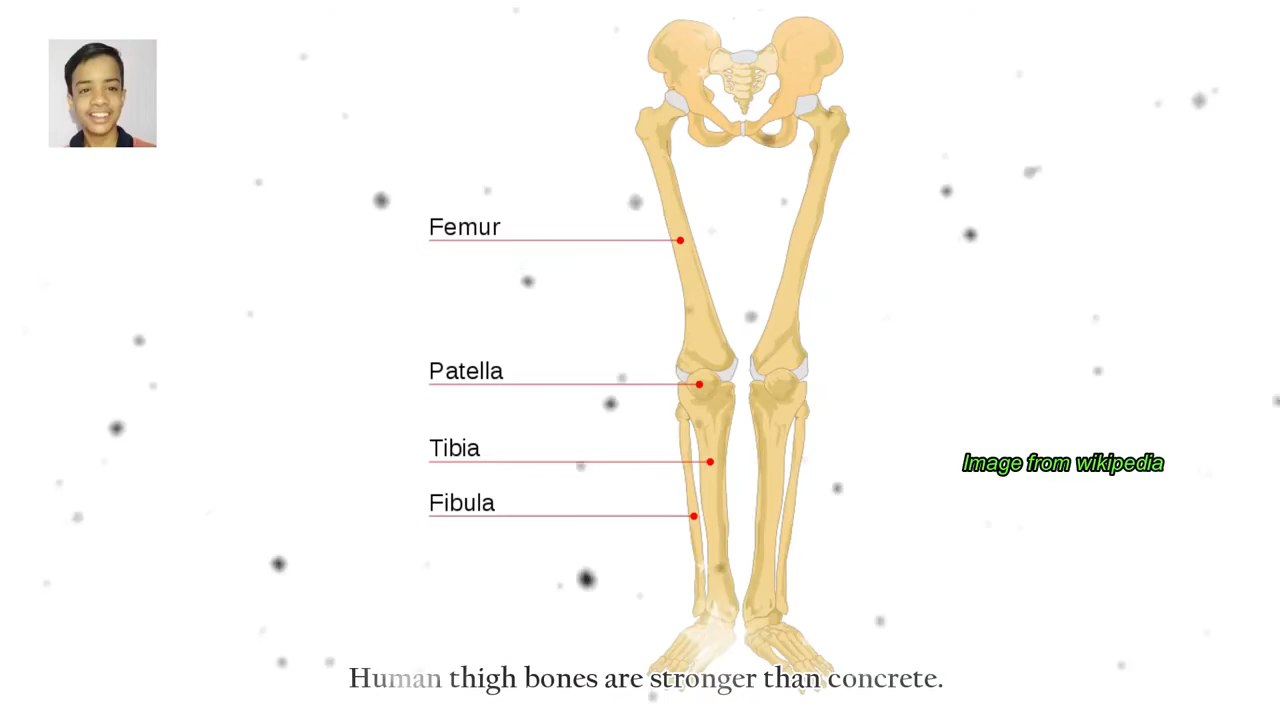 Femur
Patella
Tibia
Fibula
Image from wikipedia
Human thigh bones are stronger than concrete.